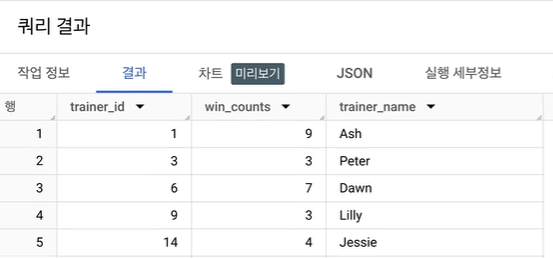 쿼리 결과
작업 정보 결과 차트 미리보기 JSON 실행 세부정보
행 trainer_id win_counts trainer_name
1 1 9 Ash
2 3 3 Peter
3 6 7 Dawn
4 9 3 Lilly
5 14 4 Jessie